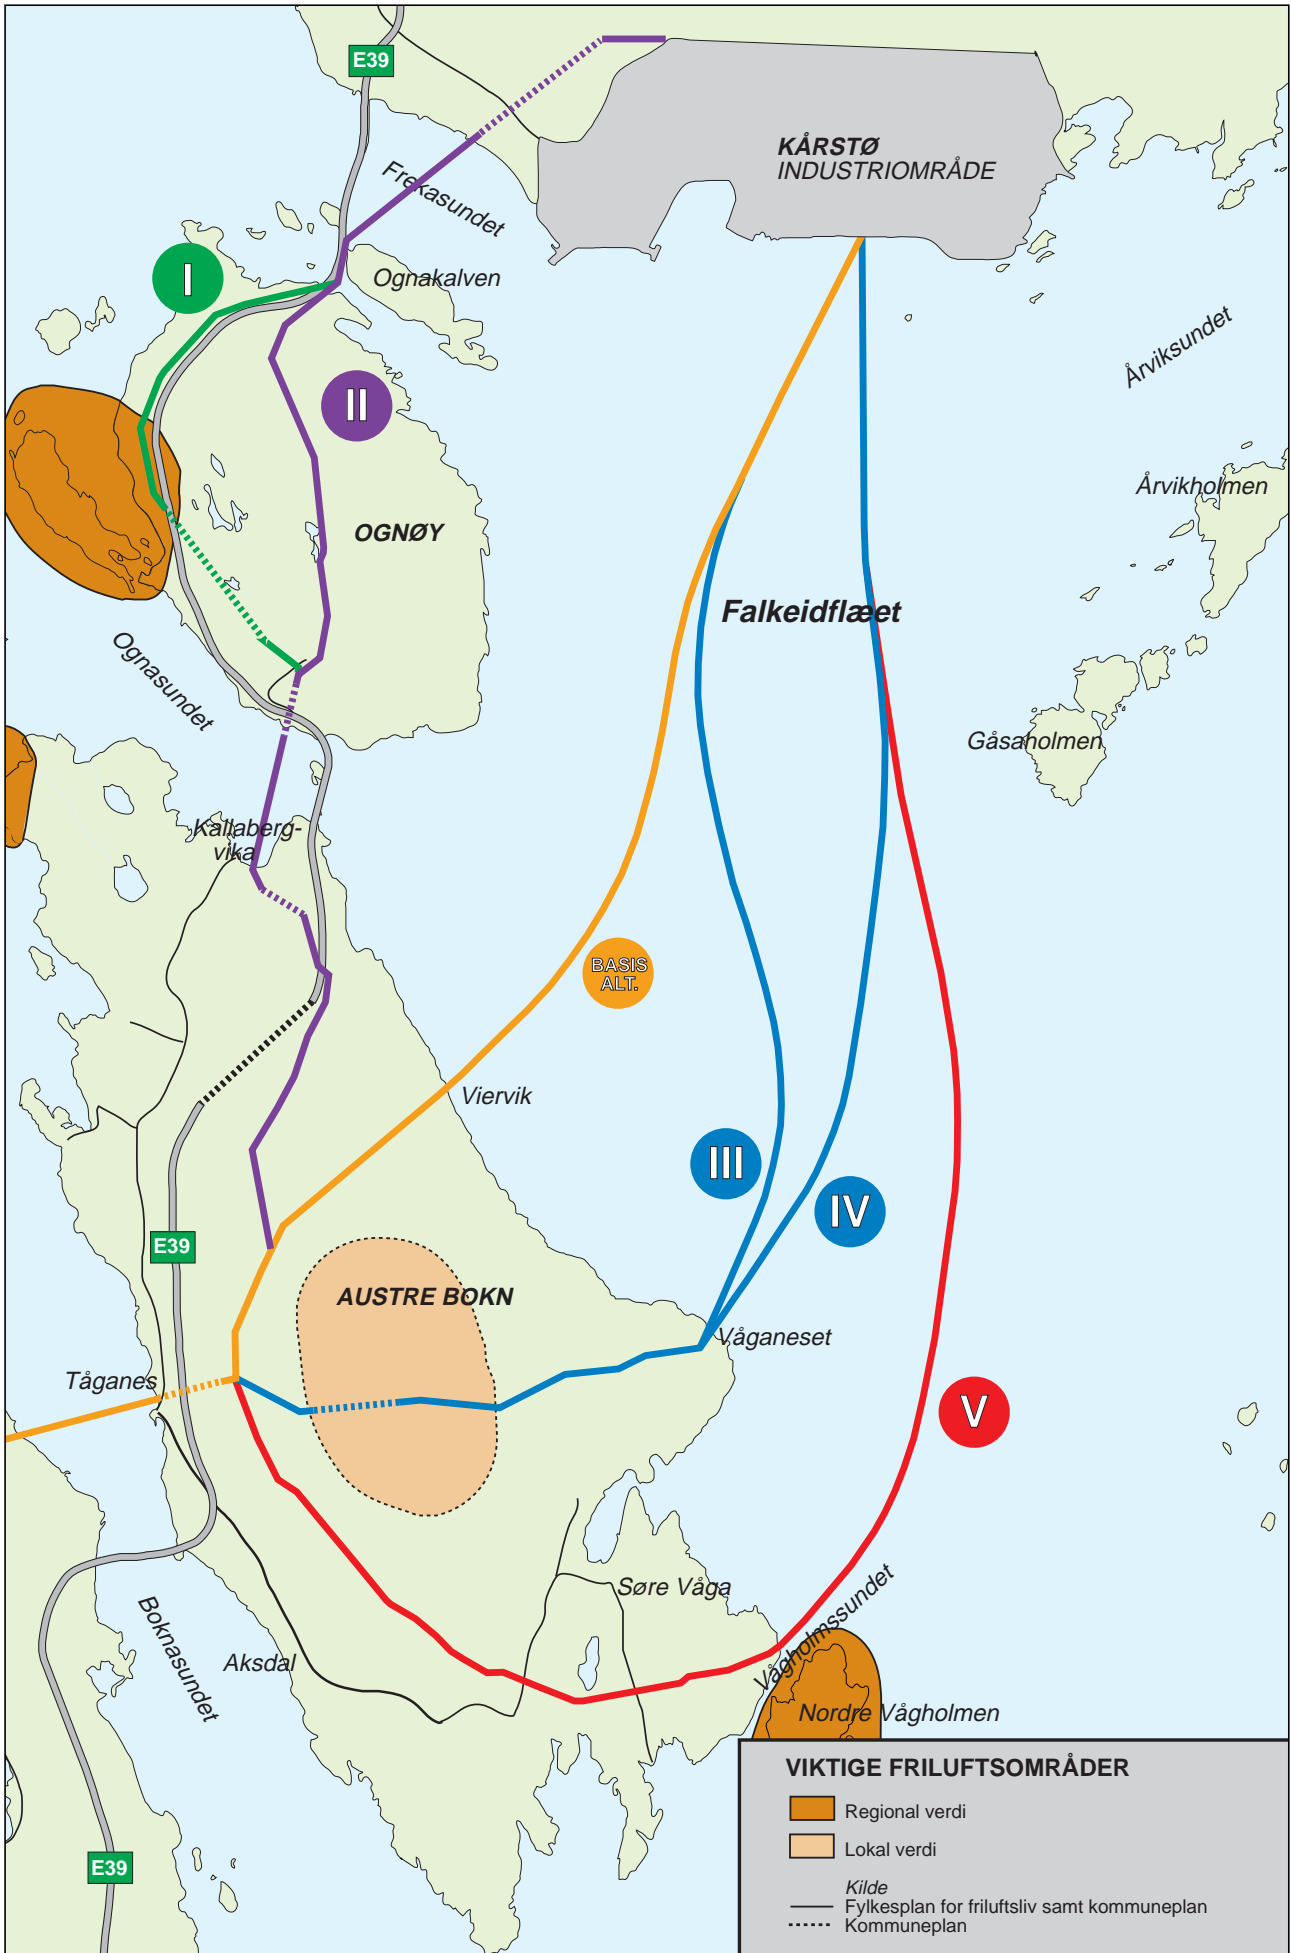 E39
KÅRSTØ
INDUSTRIOMRÅDE
Frekasundet
Ognakalven
I
Årviksundet
II
Årvikholmen
OGNØY
Falkeidflæet
Ognasundet
Gåsaholmen
Kallaberg-
vika
BASIS
ALT.
Viervik
III
IV
E39
AUSTRE BOKN
Våganeset
Tåganes
V
Søre Våga
Boknasundet
Aksdal
Vågholmssundet
Nordre Vågholmen
E39
VIKTIGE FRILUFTSOMRÅDER
Regional verdi
Lokal verdi
Kilde
Fylkesplan for friluftsliv samt kommuneplan
Kommuneplan